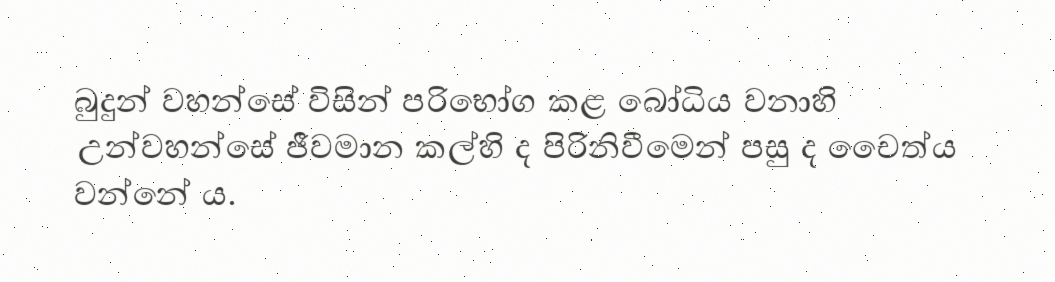 බුදුන් වහන්සේ විසින් පරිභෝග කළ බෝධිය වනාහි
උන්වහන්සේ ජීවමාන කල්හි ද පිරිනිවීමෙන් පසු ද චෛත්ය
වන්නේ ය.